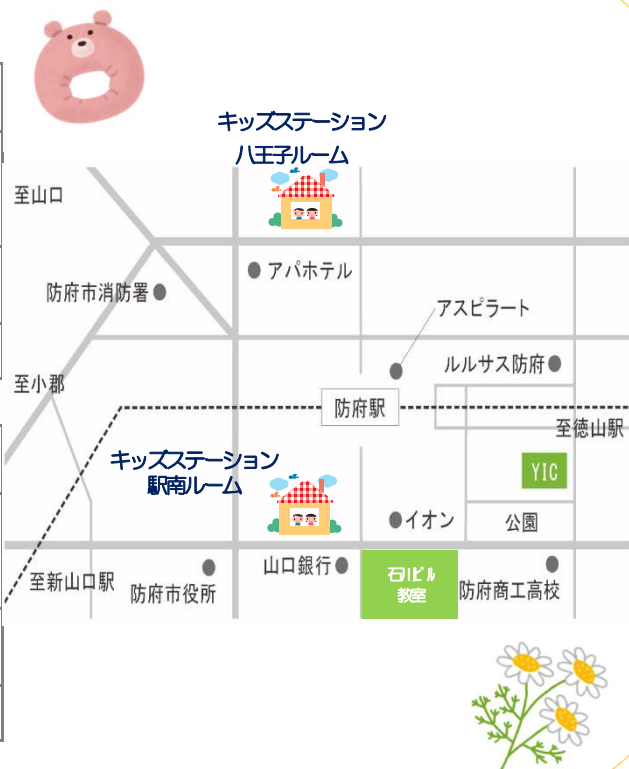 キッズステーション
八王子ルーム
至山口
アパホテル
防府市消防署
アスピラート
ルルサス防府
至小郡
防府駅
至徳山駅
キッズステーション
駅南ルーム
YIC
イオン
公園
山口銀行
石川ビル
教室
至新山口駅
防府市役所
防府商工高校